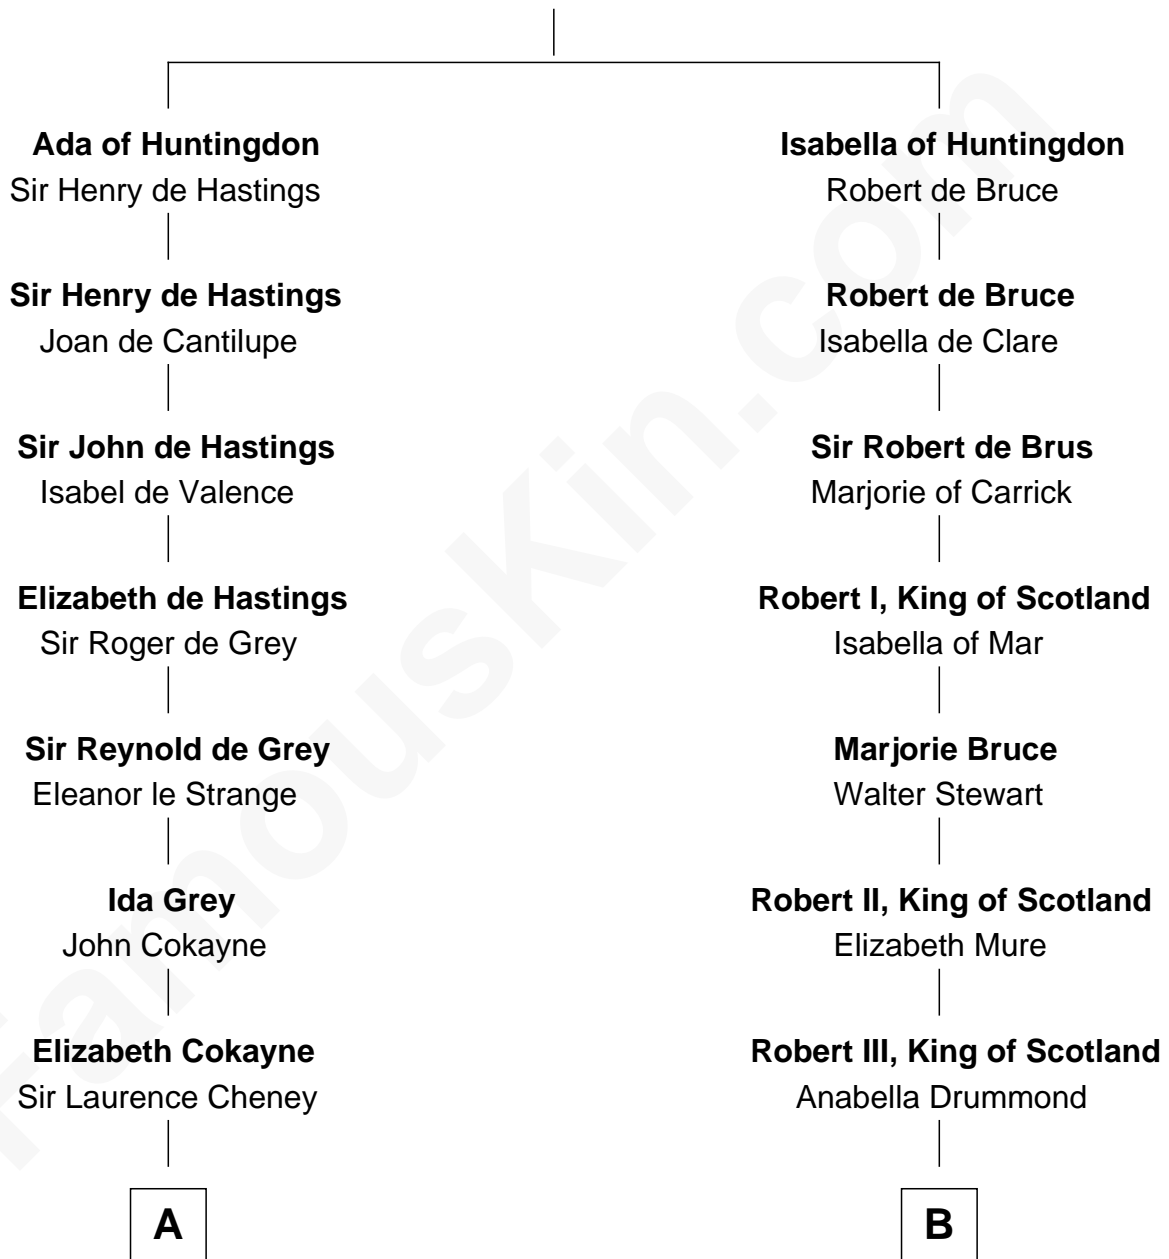 Ada of Huntingdon
Sir Henry de Hastings
Sir Henry de Hastings
Joan de Cantilupe
Sir John de Hastings
Isabel de Valence
Elizabeth de Hastings
Sir Roger de Grey
Sir Reynold de Grey
Eleanor le Strange
Ida Grey
John Cokayne
Elizabeth Cokayne
Sir Laurence Cheney
A
Isabella of Huntingdon
Robert de Bruce
Robert de Bruce
Isabella de Clare
Sir Robert de Brus
Marjorie of Carrick
Robert I, King of Scotland
Isabella of Mar
Marjorie Bruce
Walter Stewart
Robert II, King of Scotland
Elizabeth Mure
Robert III, King of Scotland
Anabella Drummond
B
FamousKin.com